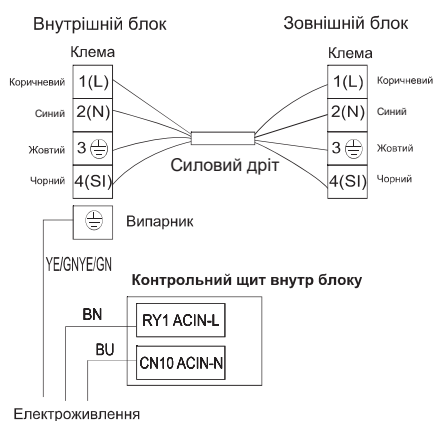 Внутрішній блок
Зовнішній блок
Клема
Клема
Коричневий 1(L)
1(L) Коричневий
Синий 2(N)
2(N) Синий
Жовтий 3
3 Жовтий
Чорний 4(SI)
4(SI) Чорний
Силовий дріт
Випарник
YE/GNYE/GN
Контрольний щит внутр блоку
BN
RY1 ACIN-L
BU
CN10 ACIN-N
Електроживлення